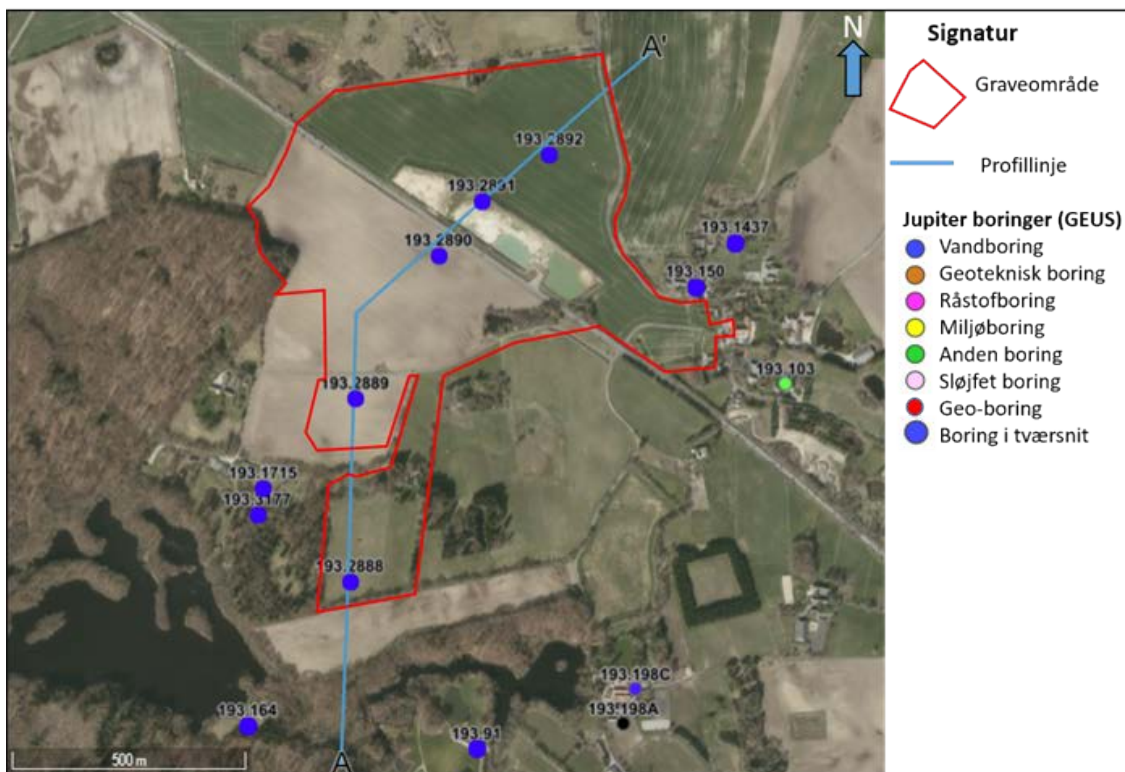 A'
N
193.2892
193.2891
193.1437
193.2890
193.150
193.103
193.2889
193.1715
193.3177
193.2888
193.198C
193.164
193.198A
193.91
500 m
A
Signatur
Graveområde
Profillinje
Jupiter boringer (GEUS)
Vandboring
Geoteknisk boring
Råstofboring
Miljøboring
Anden boring
Sløjfet boring
Geo-boring
Boring i tværsnit